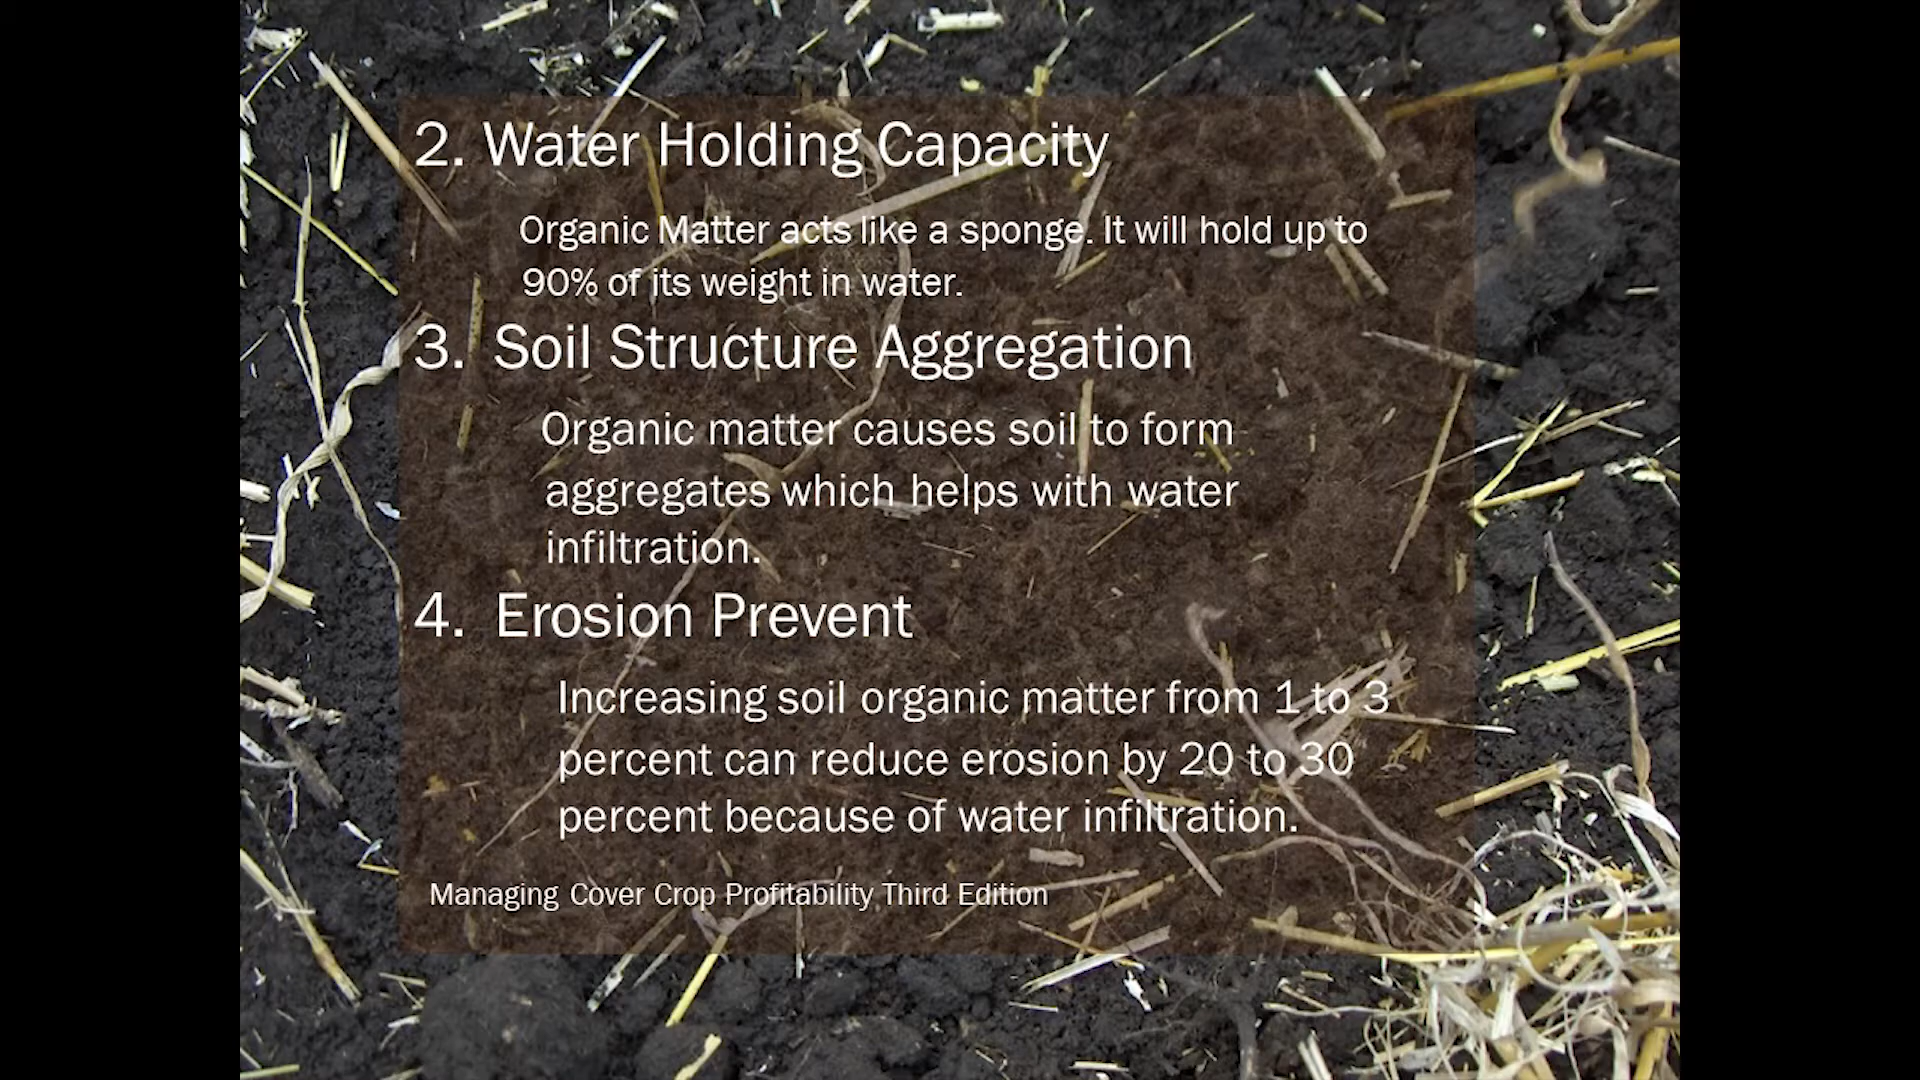 2. Water Holding Capacity
Organic Matter acts like a sponge. It will hold up to
90% of its weight in water.
3. Soil Structure Aggregation
Organic matter causes soil to form
aggregates which helps with water
infiltration.
4. Erosion Prevent
Increasing soil organic matter from 1 to 3
percent can reduce erosion by 20 to 30
percent because of water infiltration.
Managing Cover Crop Profitability Third Edition